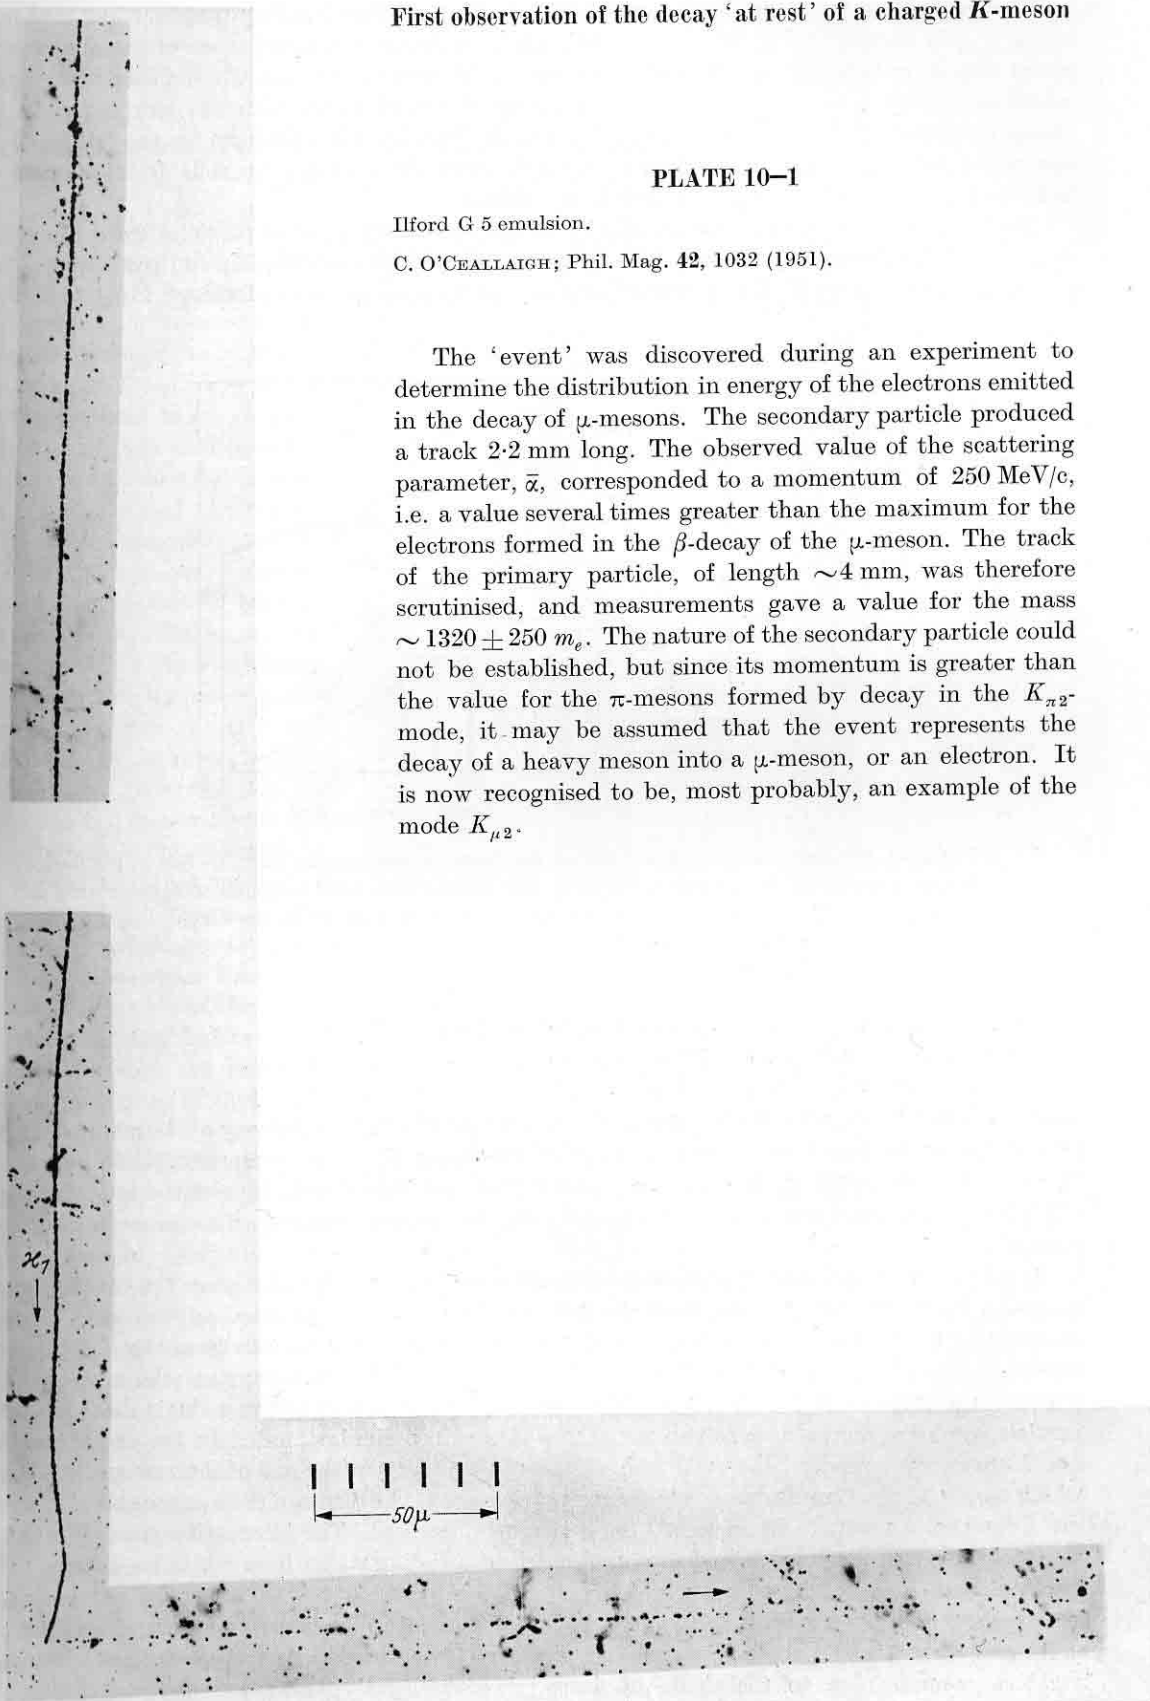 First observation of the decay ‘at rest’ of a charged K-meson
PLATE 10–1
Ilford G 5 emulsion.
C. O’CEALLAIGH; Phil. Mag. 42, 1032 (1951).
The ‘event’ was discovered during an experiment to
determine the distribution in energy of the electrons emitted
in the decay of μ-mesons. The secondary particle produced
a track 2·2 mm long. The observed value of the scattering
parameter, ᾱ, corresponded to a momentum of 250 MeV/c,
i.e. a value several times greater than the maximum for the
electrons formed in the β-decay of the μ-meson. The track
of the primary particle, of length ∼4 mm, was therefore
scrutinised, and measurements gave a value for the mass
∼1320 ± 250 mₑ. The nature of the secondary particle could
not be established, but since its momentum is greater than
the value for the π-mesons formed by decay in the Kπ2-
mode, it may be assumed that the event represents the
decay of a heavy meson into a μ-meson, or an electron. It
is now recognised to be, most probably, an example of the
mode Kμ2.
ϰ₁
50μ